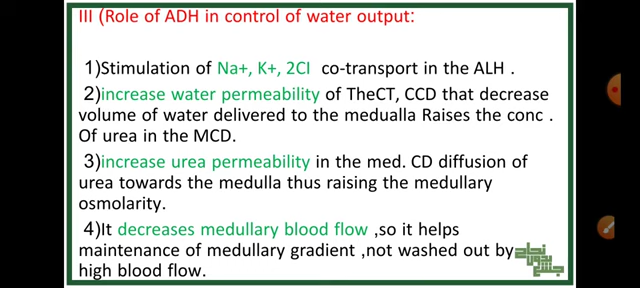 III (Role of ADH in control of water output:
1)Stimulation of Na+, K+, 2Cl co-transport in the ALH .
2)increase water permeability of TheCT, CCD that decrease
volume of water delivered to the medualla Raises the conc .
Of urea in the MCD.
3)increase urea permeability in the med. CD diffusion of
urea towards the medulla thus raising the medullary
osmolarity.
4)It decreases medullary blood flow ,so it helps
maintenance of medullary gradient ,not washed out by
high blood flow.